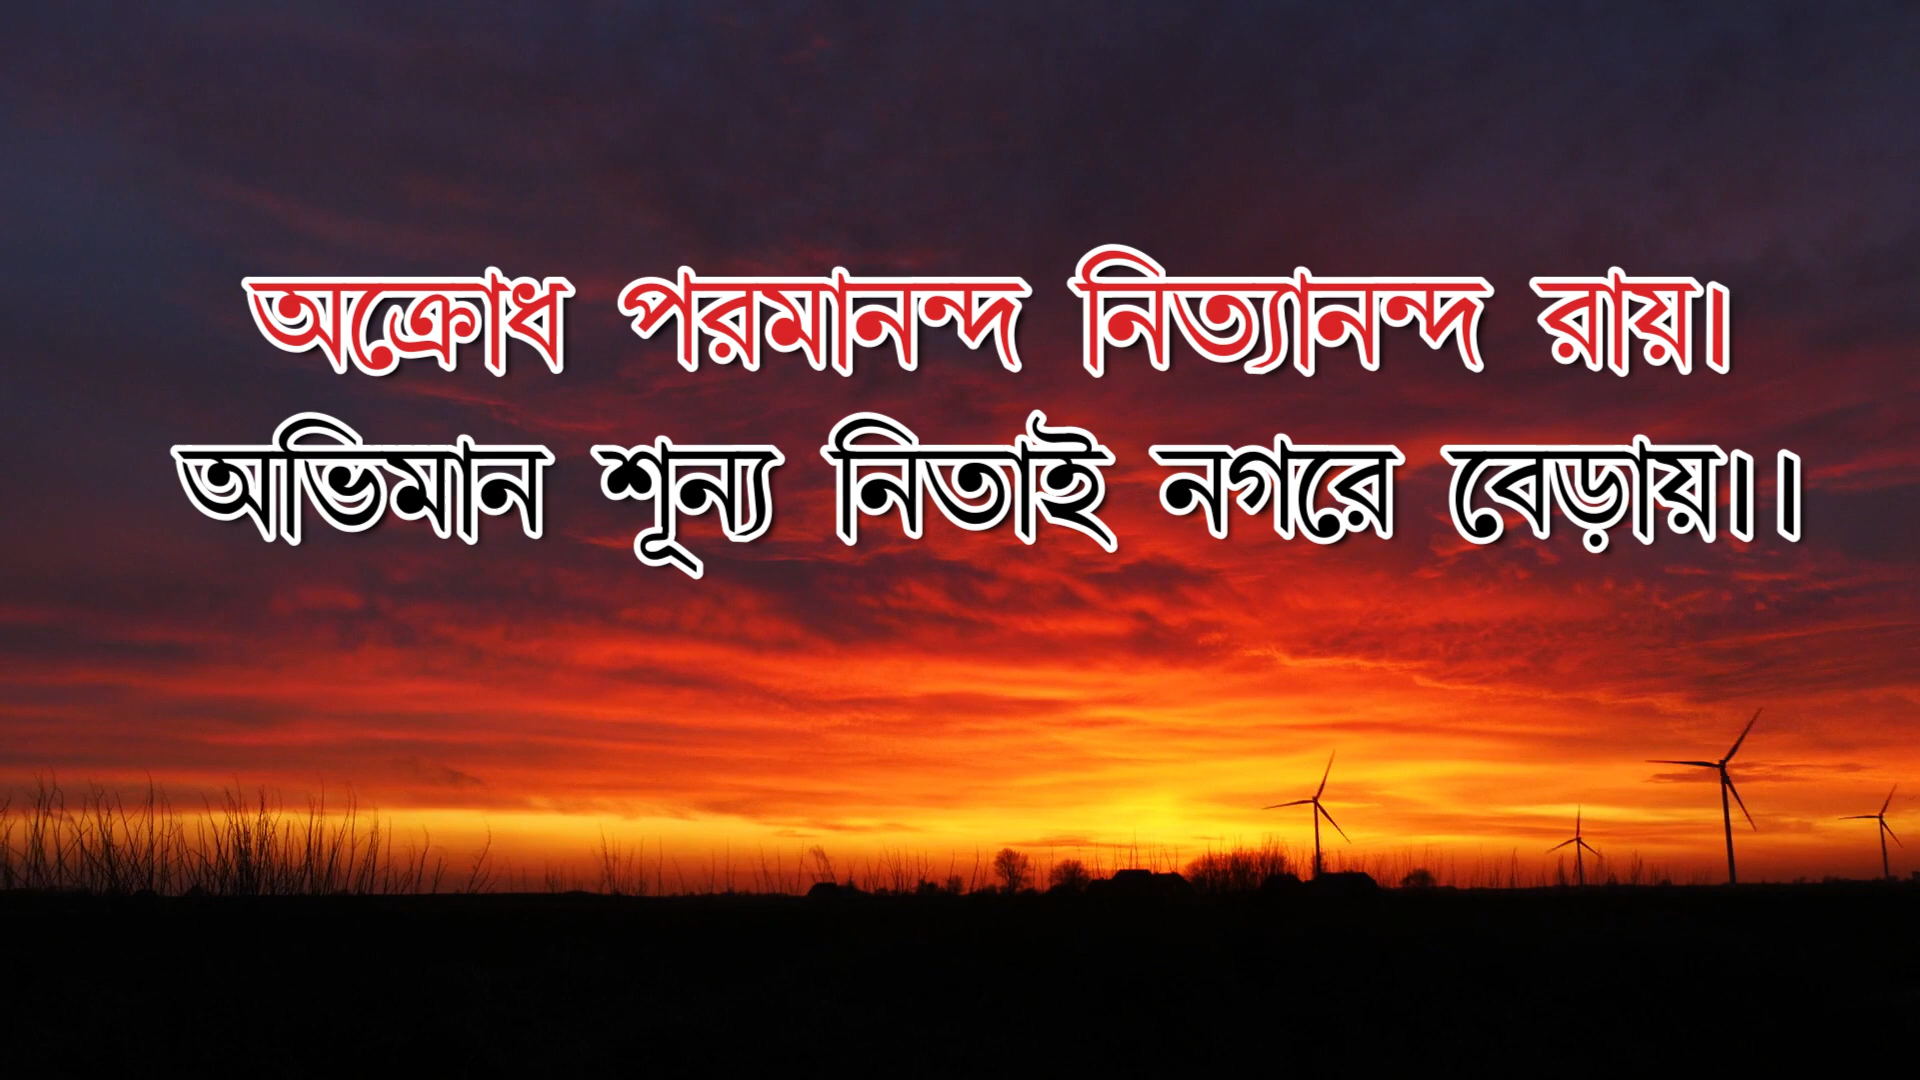 অক্রোধ পরমানন্দ নিত্যানন্দ রায়।
অভিমান শূন্য নিতাই নগরে বেড়ায়।।